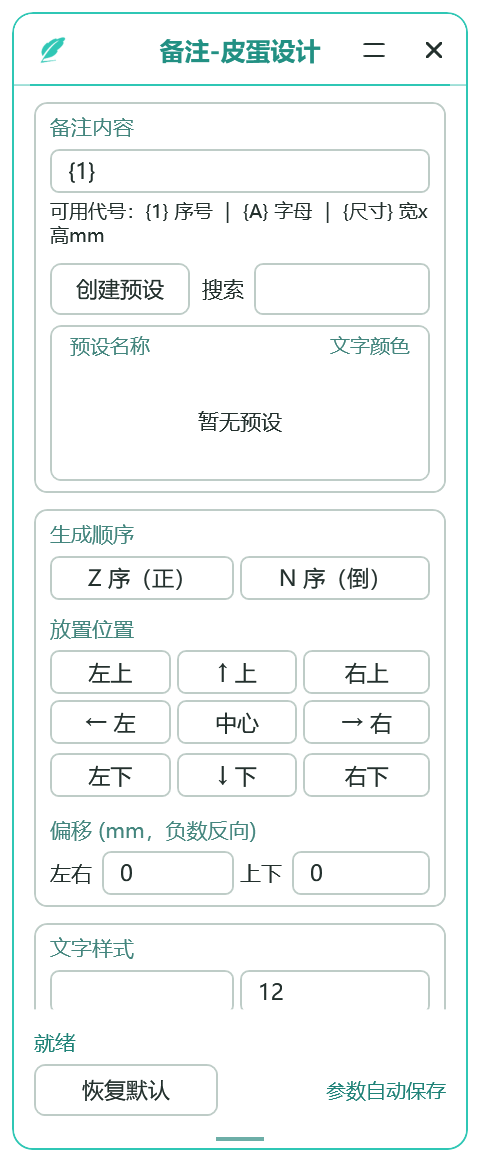 备注-皮蛋设计
备注内容
{1}
可用代号：{1} 序号 | {A} 字母 | {尺寸} 宽x
高mm
创建预设 搜索
预设名称 文字颜色
暂无预设
生成顺序
Z 序（正） N 序（倒）
放置位置
左上 ↑ 上 右上
← 左 中心 → 右
左下 ↓ 下 右下
偏移 (mm，负数反向)
左右 0 上下 0
文字样式
12
就绪
恢复默认 参数自动保存